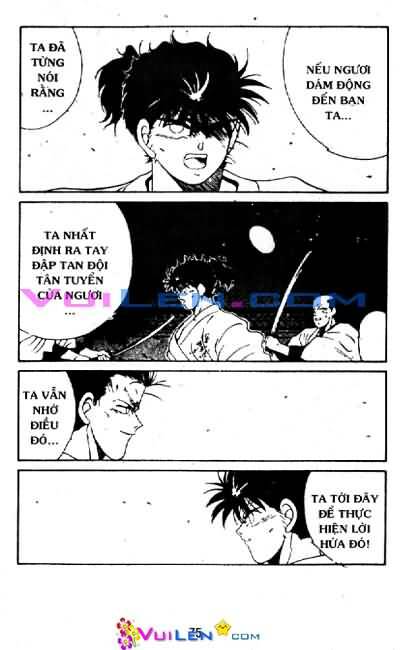 TA ĐÃ
TỪNG
NÓI
RẰNG
...
NẾU NGƯƠI
DÁM ĐỘNG
ĐẾN BẠN
TA...
TA NHẤT
ĐỊNH RA TAY
ĐẬP TAN ĐỘI
TÂN TUYỂN
CỦA NGƯƠI
...
VUILEN.COM
TA VẪN
NHỜ
ĐIỀU
ĐÓ...
TA TỚI ĐÂY
ĐỂ THỰC
HIỆN LỜI
HỨA ĐÓ!
75
VUILEN.COM